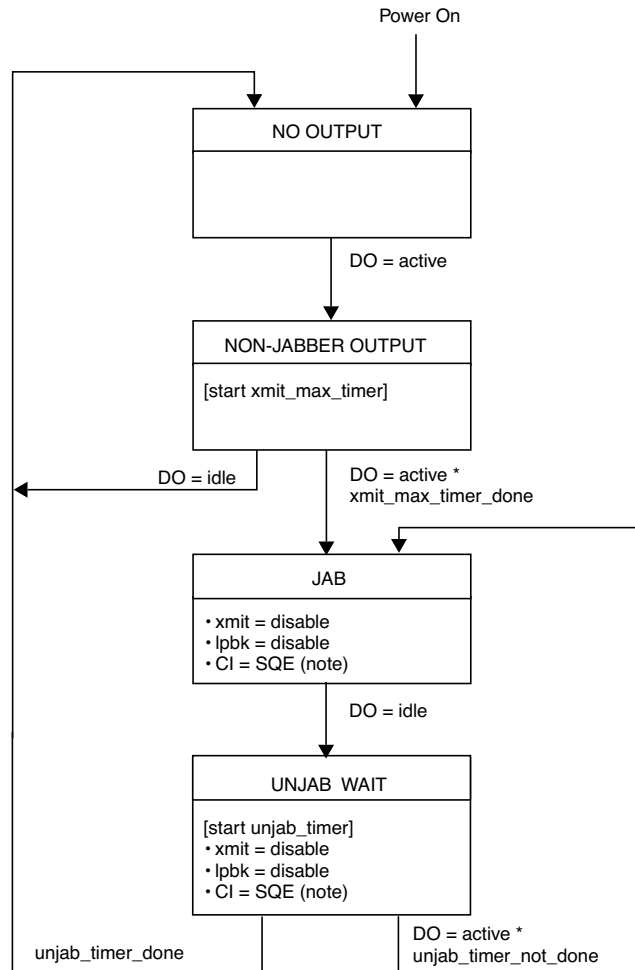 Power On
NO OUTPUT
DO = active
NON-JABBER OUTPUT
[start xmit_max_timer]
DO = idle
DO = active *
xmit_max_timer_done
JAB
• xmit = disable
• lpbk = disable
• CI = SQE (note)
DO = idle
UNJAB WAIT
[start unjab_timer]
• xmit = disable
• lpbk = disable
• CI = SQE (note)
unjab_timer_done
DO = active *
unjab_timer_not_done